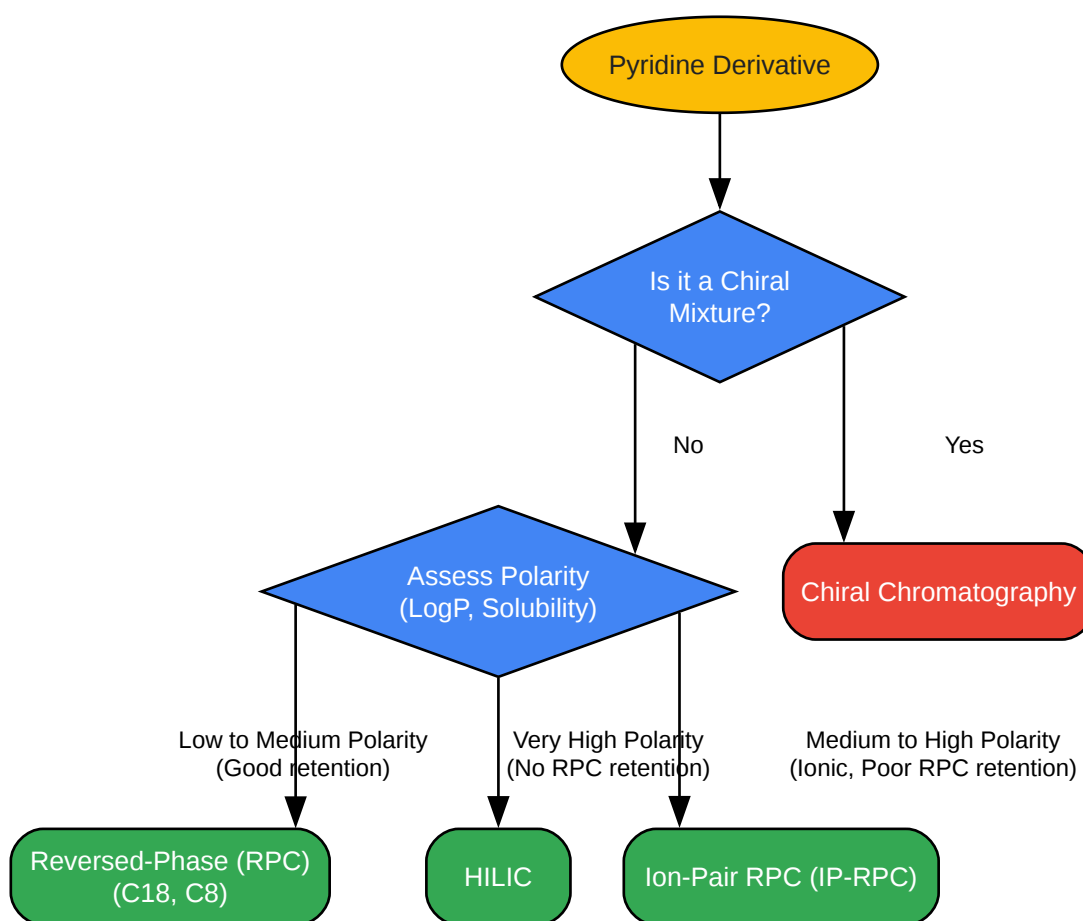 Pyridine Derivative
Is it a Chiral
Mixture?
No
Yes
Assess Polarity
(LogP, Solubility)
Chiral Chromatography
Low to Medium Polarity
(Good retention)
Very High Polarity
(No RPC retention)
Medium to High Polarity
(Ionic, Poor RPC retention)
Reversed-Phase (RPC)
(C18, C8)
HILIC
Ion-Pair RPC (IP-RPC)